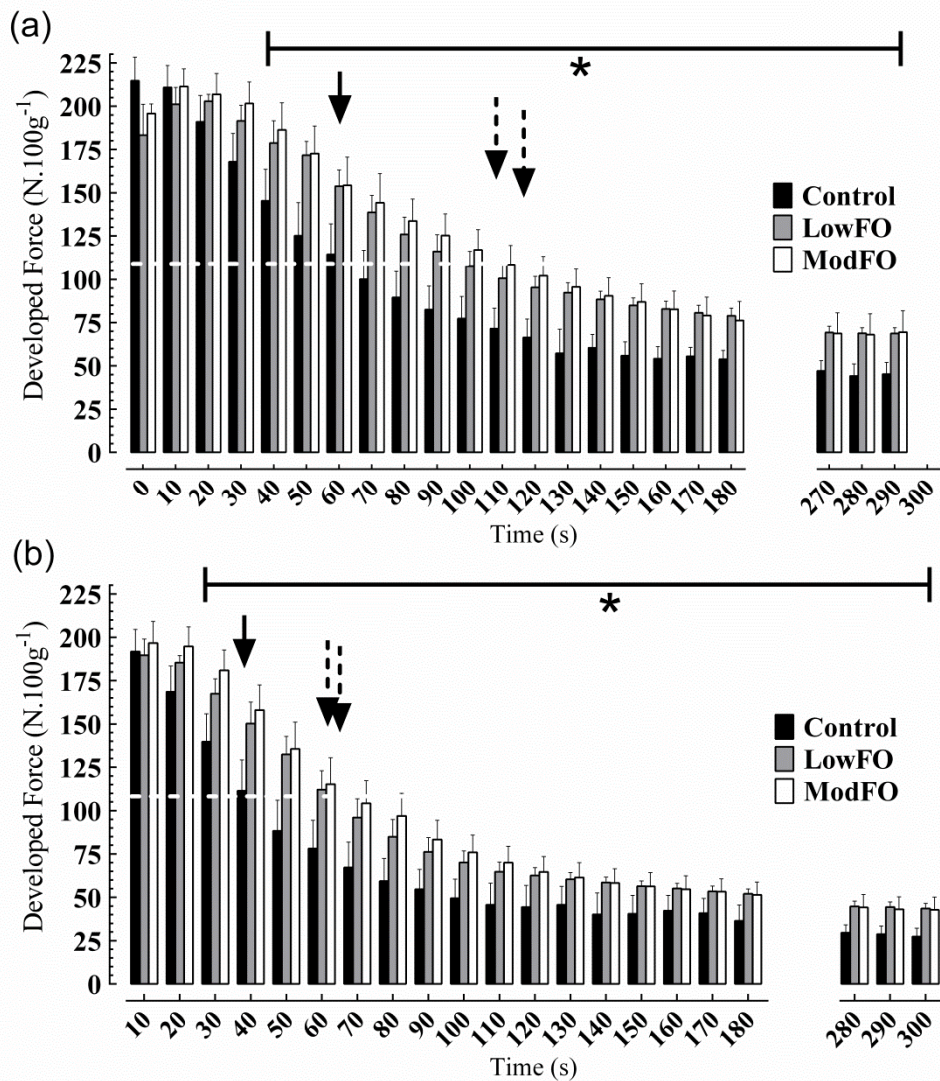 (a)
*
225
200
175
150
125
100
75
50
25
0
Developed Force (N.100g-1)
Control
LowFO
ModFO
0 10 20 30 40 50 60 70 80 90 100 110 120 130 140 150 160 170 180 270 280 290 300
Time (s)
(b)
*
225
200
175
150
125
100
75
50
25
0
Developed Force (N.100g-1)
Control
LowFO
ModFO
10 20 30 40 50 60 70 80 90 100 110 120 130 140 150 160 170 180 280 290 300
Time (s)